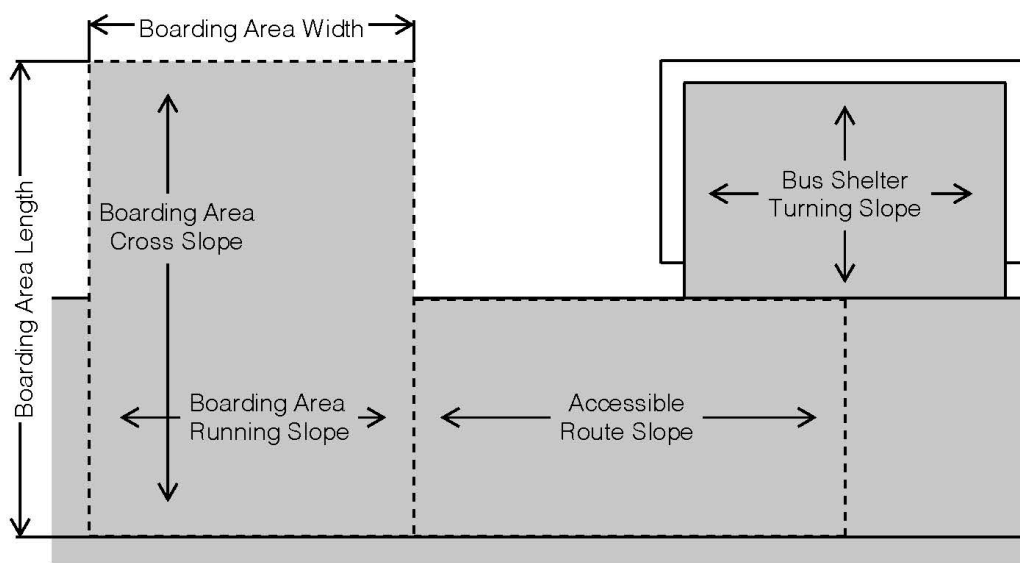 Boarding Area Width
Boarding Area Length
Boarding Area
Cross Slope
Bus Shelter
Turning Slope
Boarding Area
Running Slope
Accessible
Route Slope